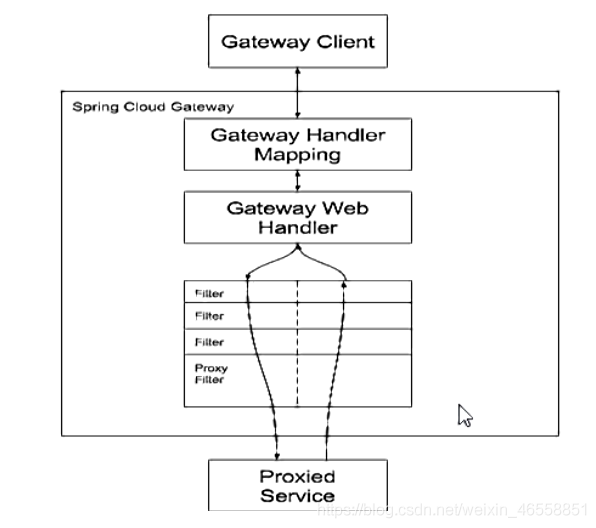 Gateway Client
Spring Cloud Gateway
Gateway Handler
Mapping
Gateway Web
Handler
Filter
Filter
Filter
Proxy
Filter
Proxied
Service
https://blog.csdn.net/weixin_46558851